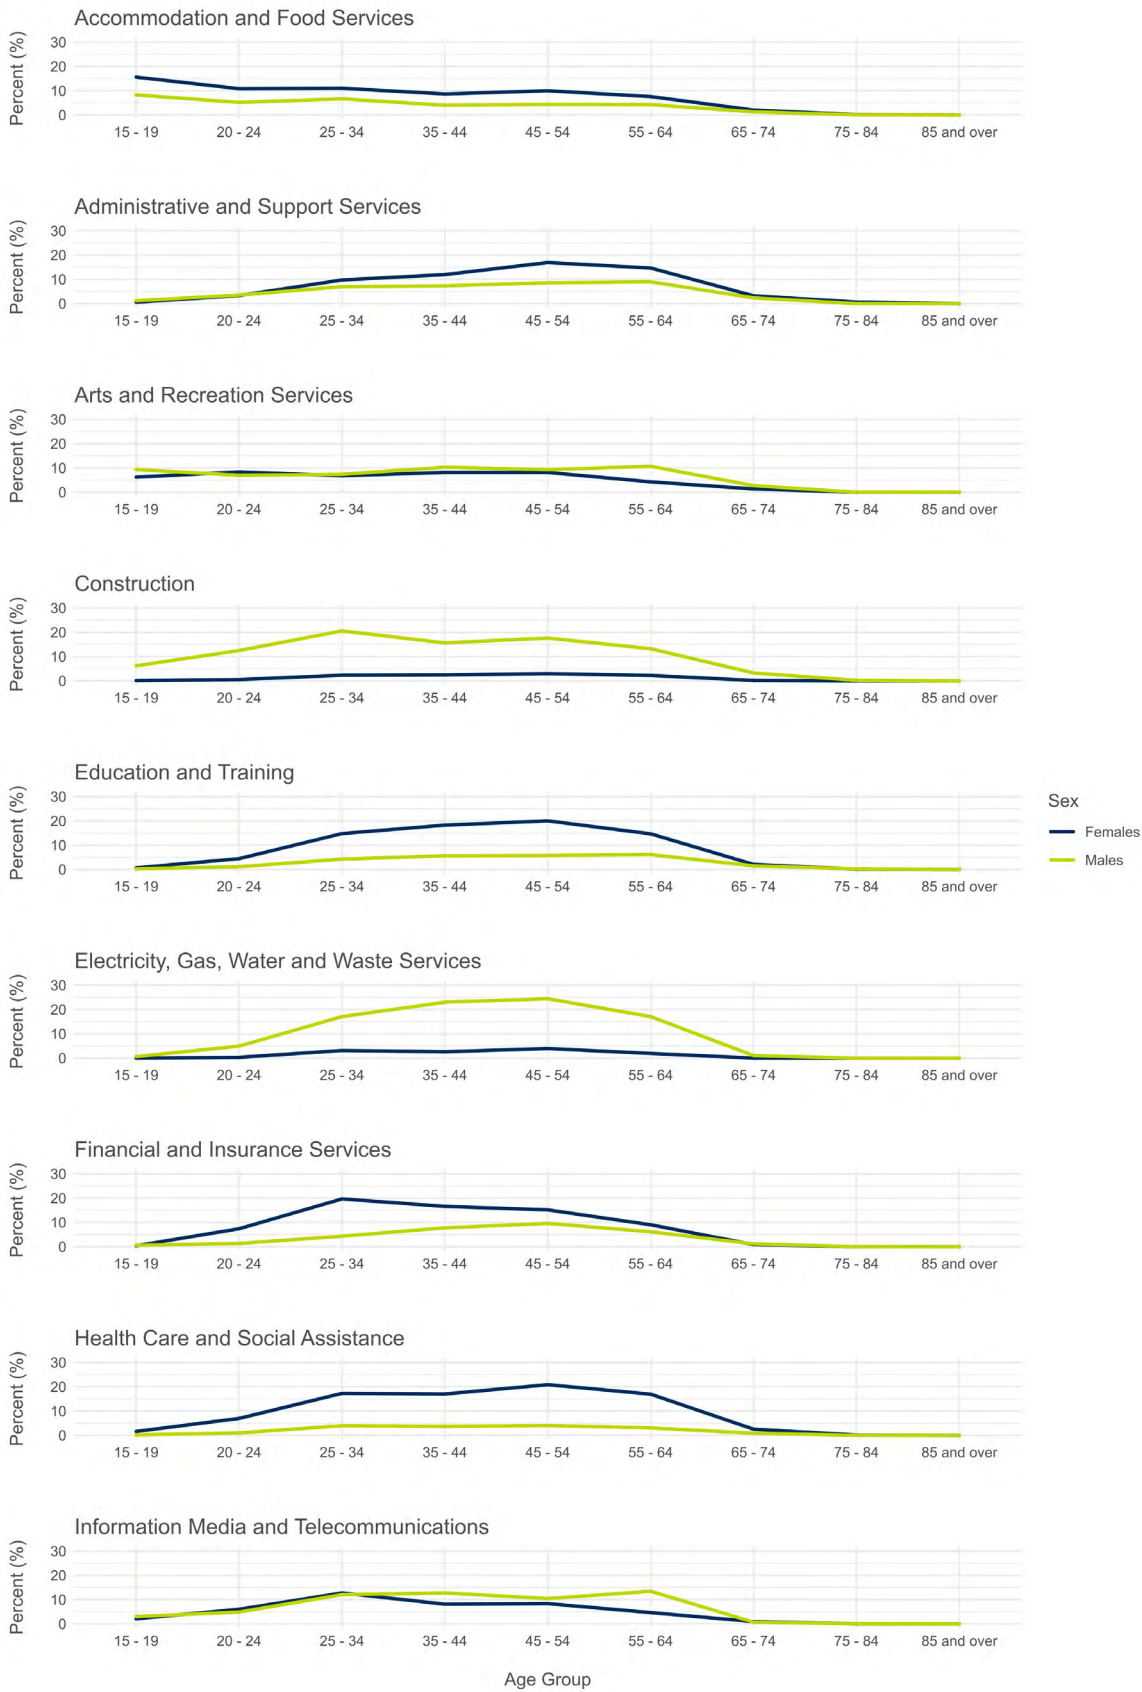 Accommodation and Food Services
Percent (%)
30
20
10
0
15 - 19 20 - 24 25 - 34 35 - 44 45 - 54 55 - 64 65 - 74 75 - 84 85 and over
Administrative and Support Services
Percent (%)
30
20
10
0
15 - 19 20 - 24 25 - 34 35 - 44 45 - 54 55 - 64 65 - 74 75 - 84 85 and over
Arts and Recreation Services
Percent (%)
30
20
10
0
15 - 19 20 - 24 25 - 34 35 - 44 45 - 54 55 - 64 65 - 74 75 - 84 85 and over
Construction
Percent (%)
30
20
10
0
15 - 19 20 - 24 25 - 34 35 - 44 45 - 54 55 - 64 65 - 74 75 - 84 85 and over
Education and Training
Percent (%)
30
20
10
0
15 - 19 20 - 24 25 - 34 35 - 44 45 - 54 55 - 64 65 - 74 75 - 84 85 and over
Sex
Females
Males
Electricity, Gas, Water and Waste Services
Percent (%)
30
20
10
0
15 - 19 20 - 24 25 - 34 35 - 44 45 - 54 55 - 64 65 - 74 75 - 84 85 and over
Financial and Insurance Services
Percent (%)
30
20
10
0
15 - 19 20 - 24 25 - 34 35 - 44 45 - 54 55 - 64 65 - 74 75 - 84 85 and over
Health Care and Social Assistance
Percent (%)
30
20
10
0
15 - 19 20 - 24 25 - 34 35 - 44 45 - 54 55 - 64 65 - 74 75 - 84 85 and over
Information Media and Telecommunications
Percent (%)
30
20
10
0
15 - 19 20 - 24 25 - 34 35 - 44 45 - 54 55 - 64 65 - 74 75 - 84 85 and over
Age Group